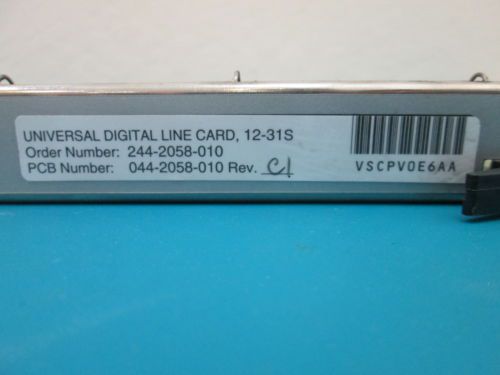 UNIVERSAL DIGITAL LINE CARD, 12-31S
Order Number: 244-2058-010
PCB Number: 044-2058-010 Rev. C1
VSCPV0E6AA